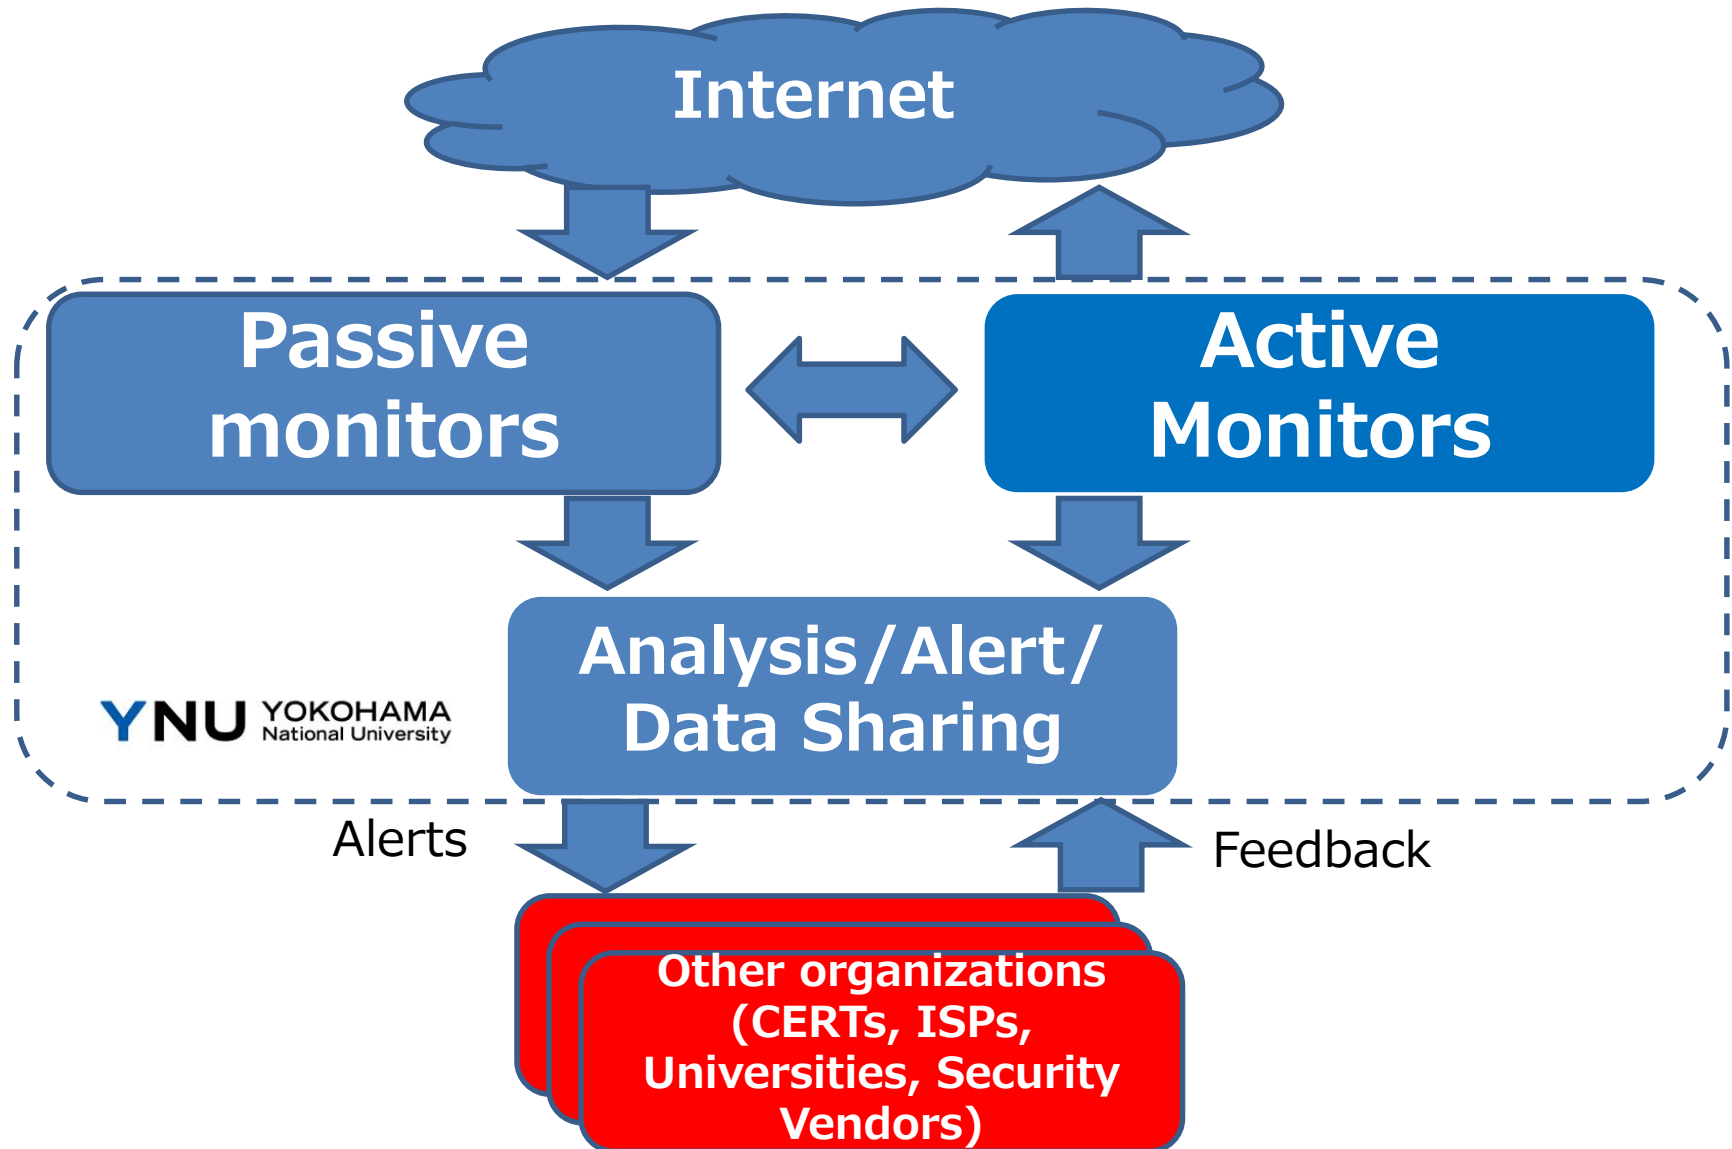 Internet
Passive
monitors
Active
Monitors
Analysis/Alert/
Data Sharing
YNU YOKOHAMA
National University
Alerts
Feedback
Other organizations
(CERTs, ISPs,
Universities, Security
Vendors)